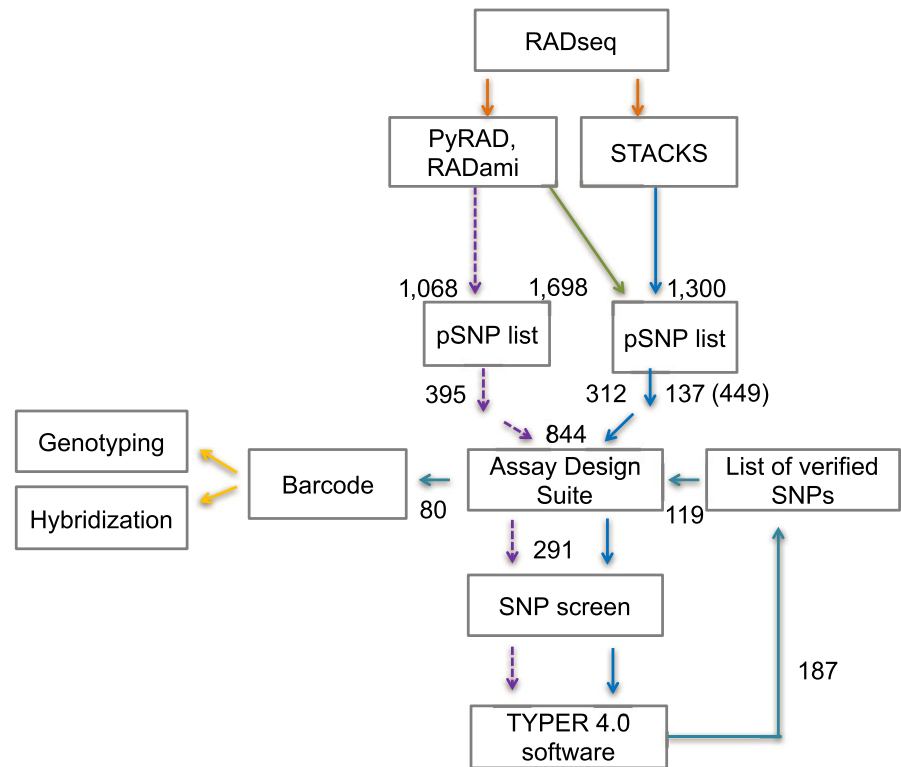 RADseq
PyRAD,
RADami
STACKS
1,068
1,698
1,300
pSNP list
pSNP list
395
312
137 (449)
844
Genotyping
Hybridization
Barcode
80
Assay Design
Suite
119
List of verified
SNPs
291
SNP screen
187
TYPER 4.0
software